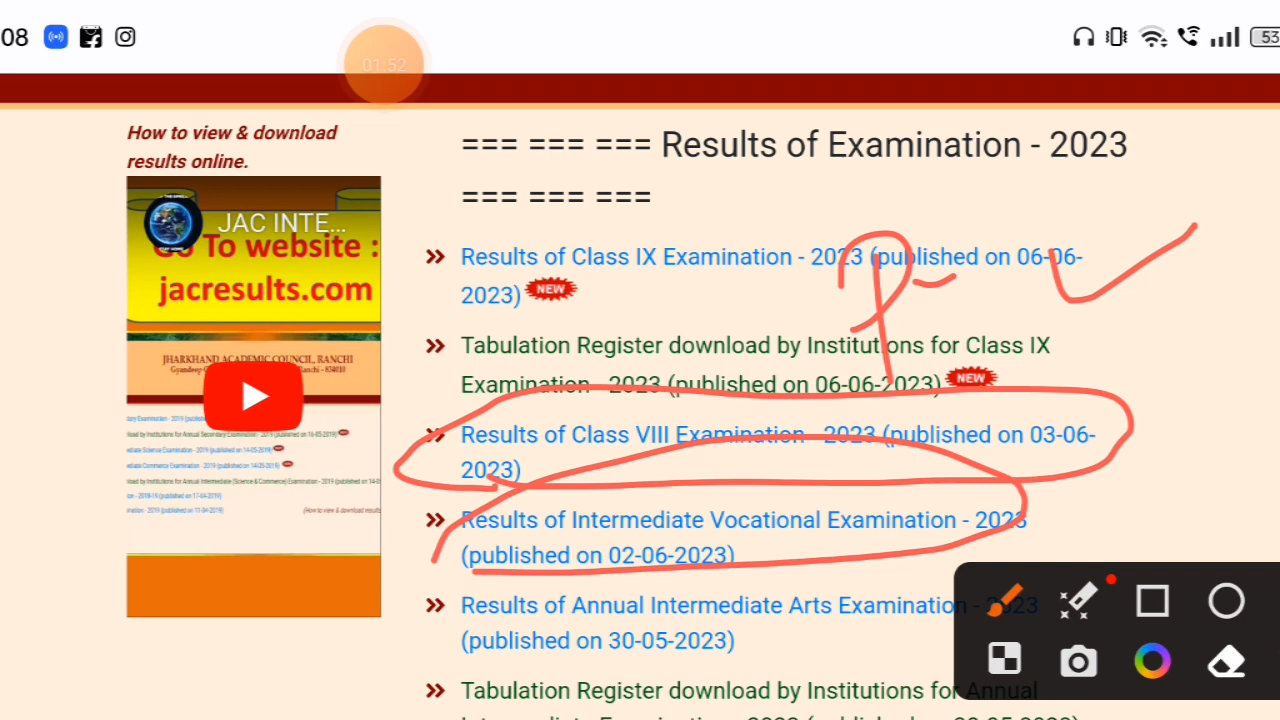 08
01:52
53
How to view & download
results online.
JAC INTE...
Go To website :
jacresults.com
JHARKHAND ACADEMIC COUNCIL, RANCHI
=== === === Results of Examination - 2023
=== === ===
Results of Class IX Examination - 2023 (published on 06-06-
2023) NEW
Tabulation Register download by Institutions for Class IX
Examination - 2023 (published on 06-06-2023) NEW
Results of Class VIII Examination - 2023 (published on 03-06-
2023)
Results of Intermediate Vocational Examination - 2023
(published on 02-06-2023)
Results of Annual Intermediate Arts Examination - 2023
(published on 30-05-2023)
Tabulation Register download by Institutions for Annual